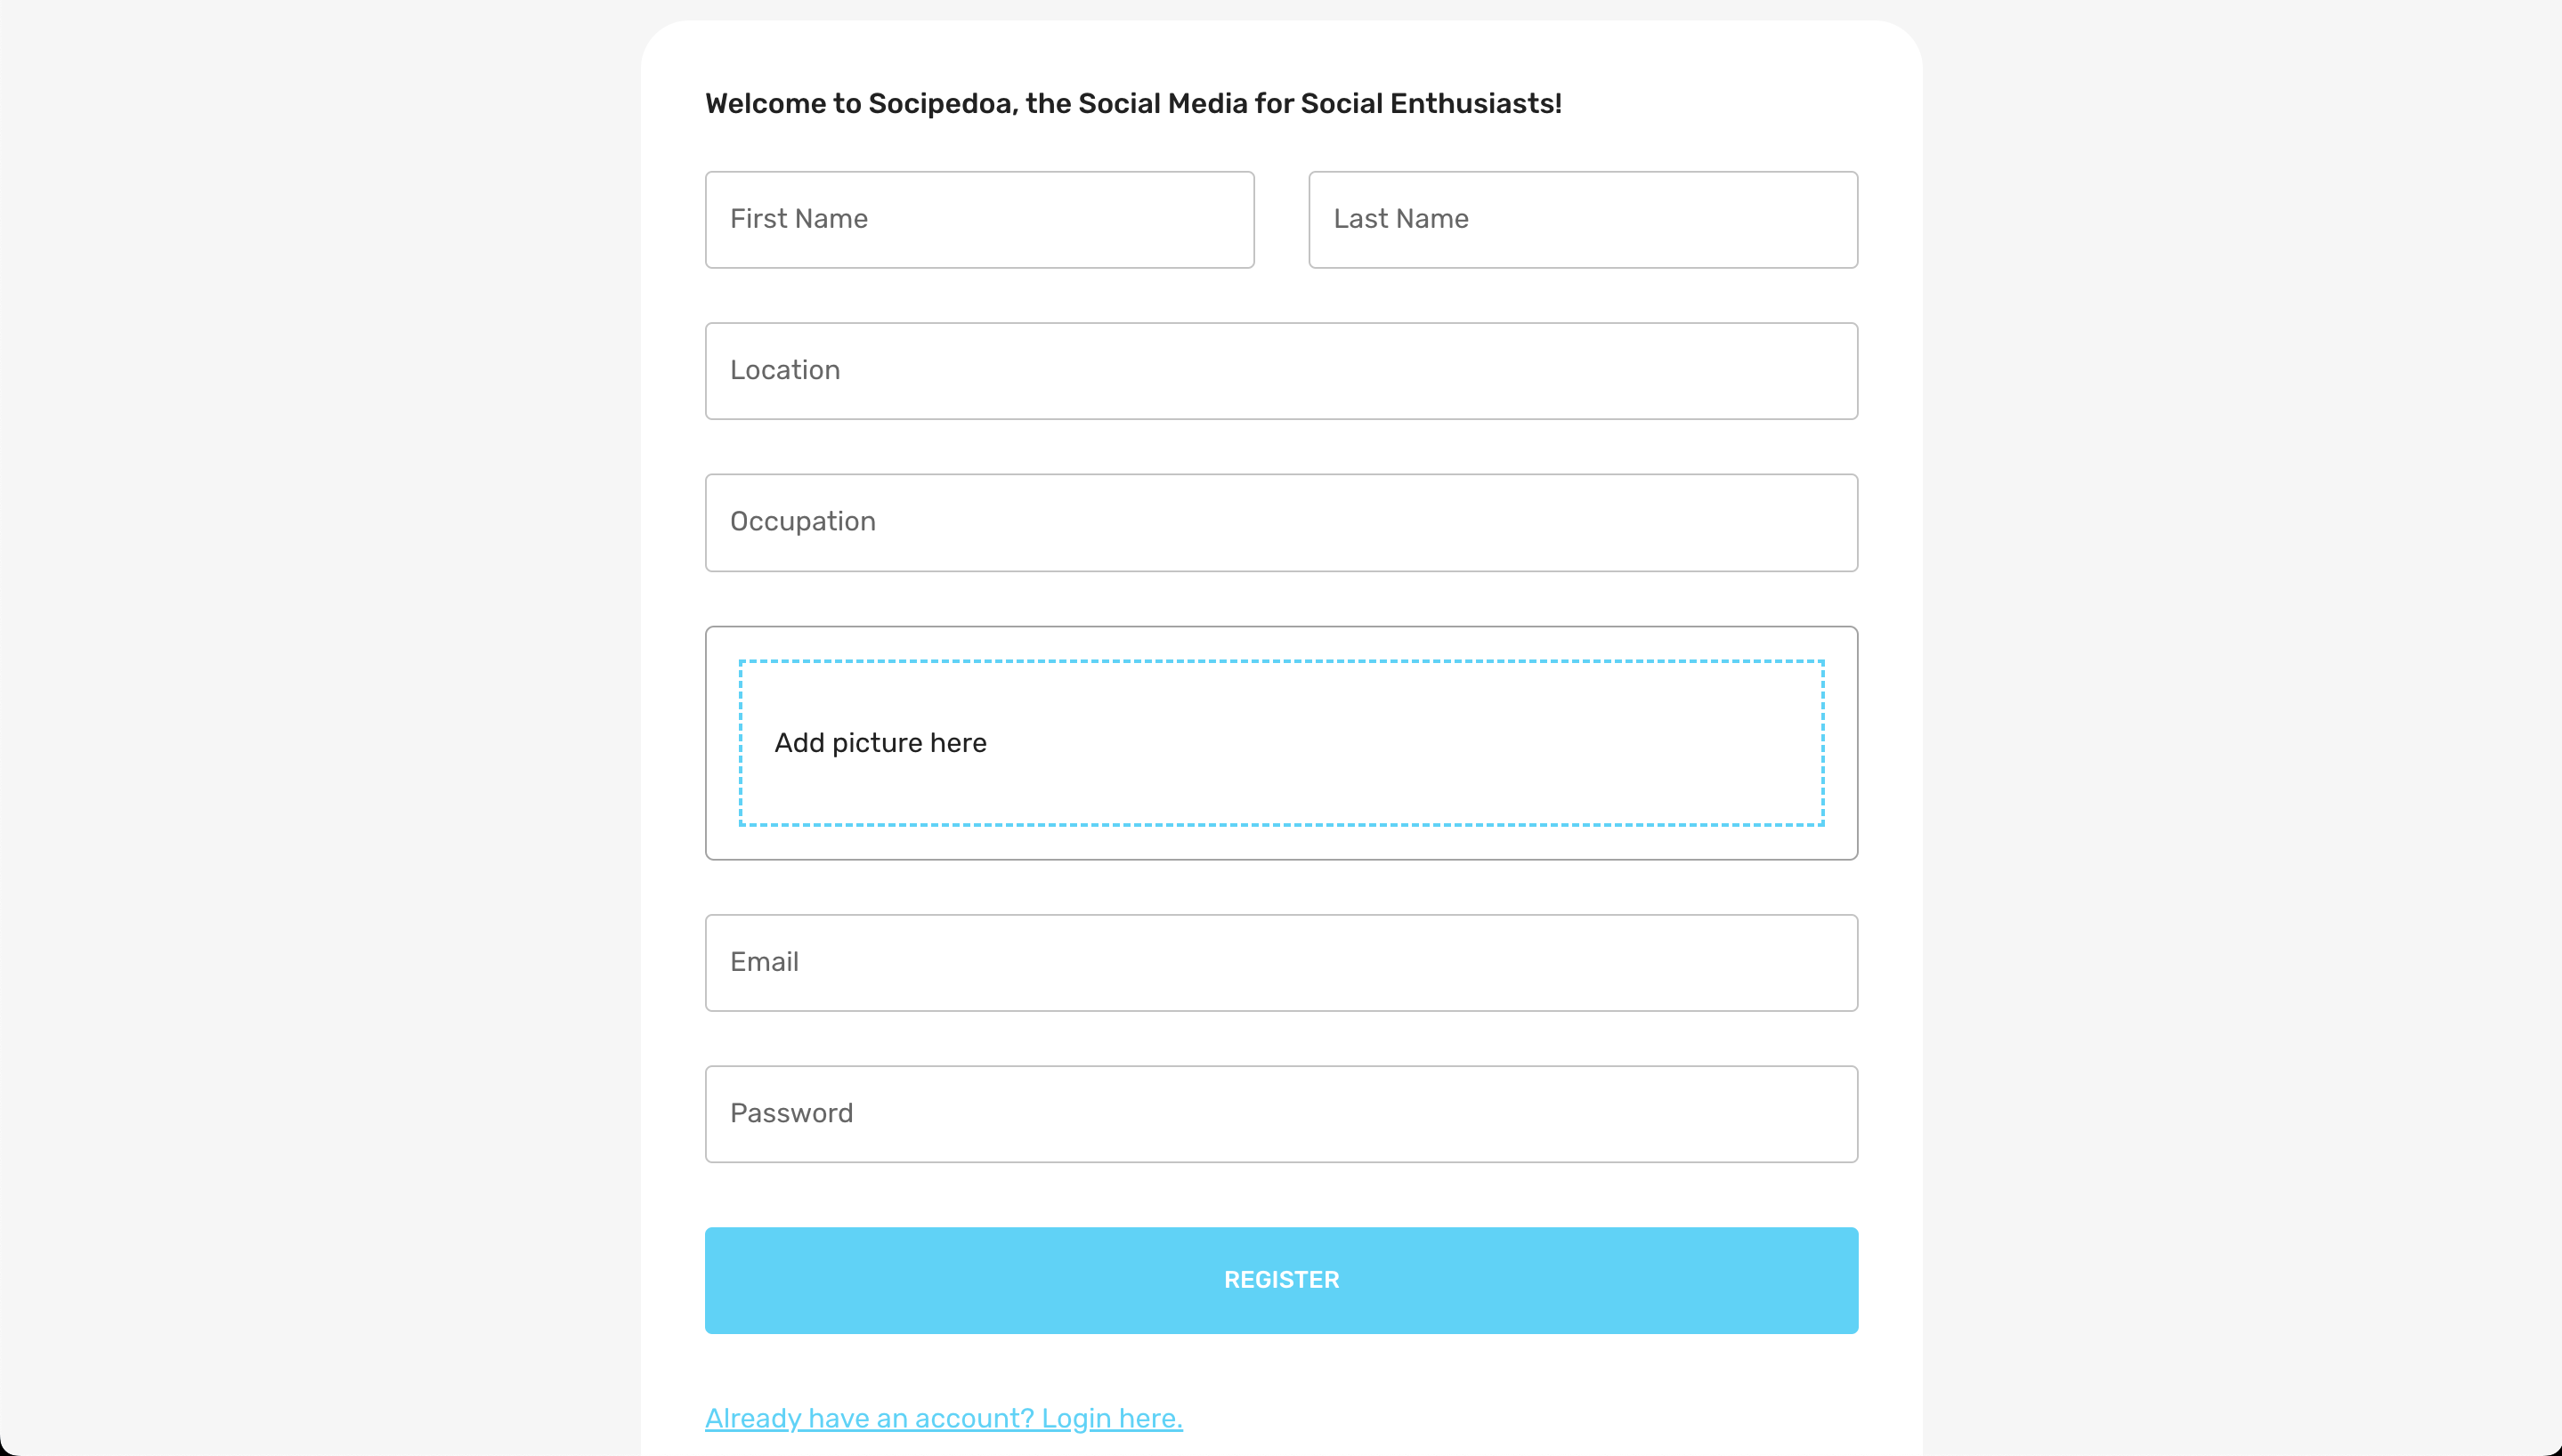 Welcome to Socipedoa, the Social Media for Social Enthusiasts!
First Name
Last Name
Location
Occupation
Add picture here
Email
Password
REGISTER
Already have an account? Login here.